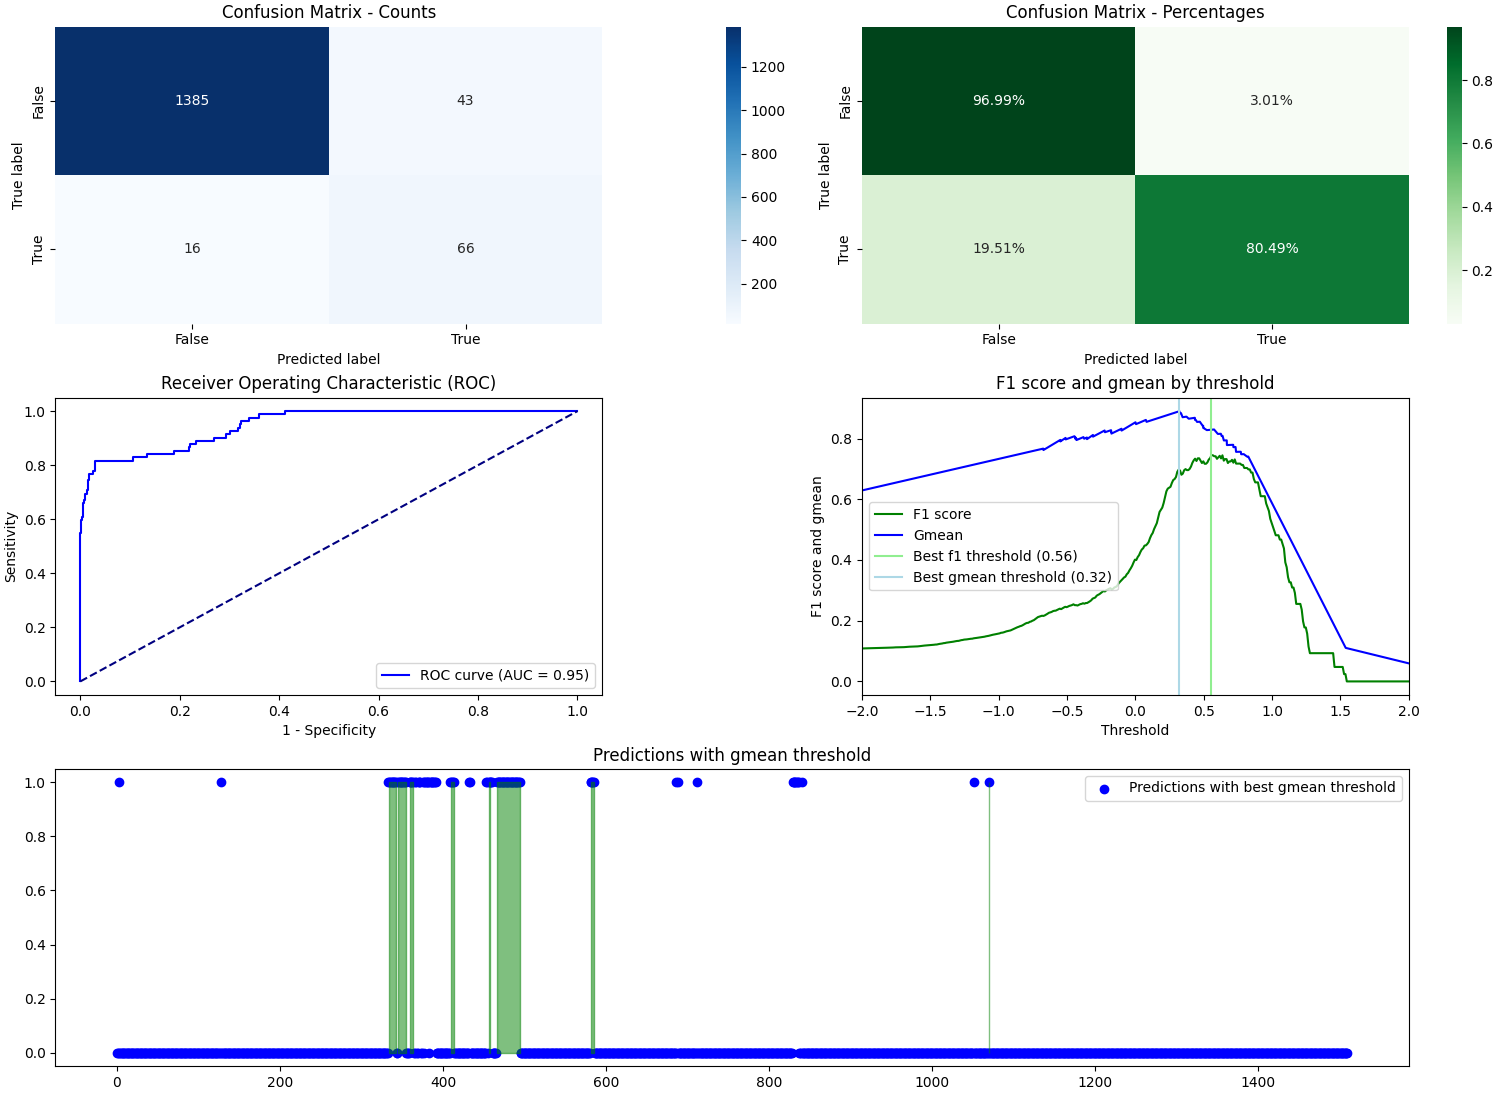 Confusion Matrix - Counts
True label
False
True
1385
43
16
66
False
True
Predicted label
1200
1000
800
600
400
200
Confusion Matrix - Percentages
True label
False
True
96.99%
3.01%
19.51%
80.49%
False
True
Predicted label
0.8
0.6
0.4
0.2
Receiver Operating Characteristic (ROC)
Sensitivity
1.0
0.8
0.6
0.4
0.2
0.0
ROC curve (AUC = 0.95)
0.0 0.2 0.4 0.6 0.8 1.0
1 - Specificity
F1 score and gmean by threshold
F1 score and gmean
0.8
0.6
0.4
0.2
0.0
F1 score
Gmean
Best f1 threshold (0.56)
Best gmean threshold (0.32)
−2.0 −1.5 −1.0 −0.5 0.0 0.5 1.0 1.5 2.0
Threshold
Predictions with gmean threshold
1.0
0.8
0.6
0.4
0.2
0.0
Predictions with best gmean threshold
0 200 400 600 800 1000 1200 1400